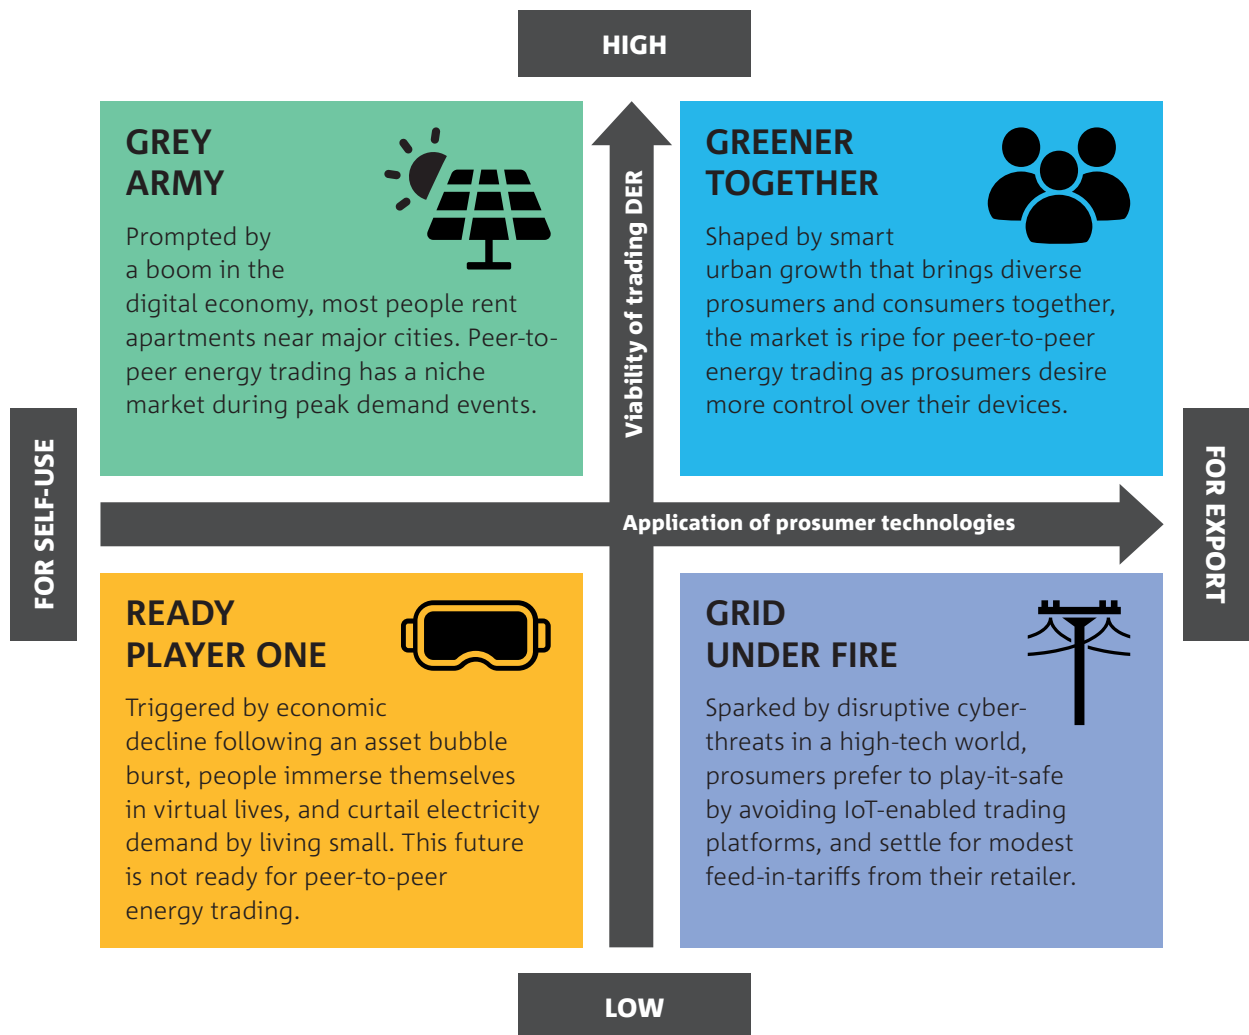 HIGH
GREY
ARMY
Prompted by
a boom in the
digital economy, most people rent
apartments near major cities. Peer-to-
peer energy trading has a niche
market during peak demand events.
Viability of trading DER
GREENER
TOGETHER
Shaped by smart
urban growth that brings diverse
prosumers and consumers together,
the market is ripe for peer-to-peer
energy trading as prosumers desire
more control over their devices.
FOR SELF-USE
Application of prosumer technologies
FOR EXPORT
READY
PLAYER ONE
Triggered by economic
decline following an asset bubble
burst, people immerse themselves
in virtual lives, and curtail electricity
demand by living small. This future
is not ready for peer-to-peer
energy trading.
GRID
UNDER FIRE
Sparked by disruptive cyber-
threats in a high-tech world,
prosumers prefer to play-it-safe
by avoiding IoT-enabled trading
platforms, and settle for modest
feed-in-tariffs from their retailer.
LOW